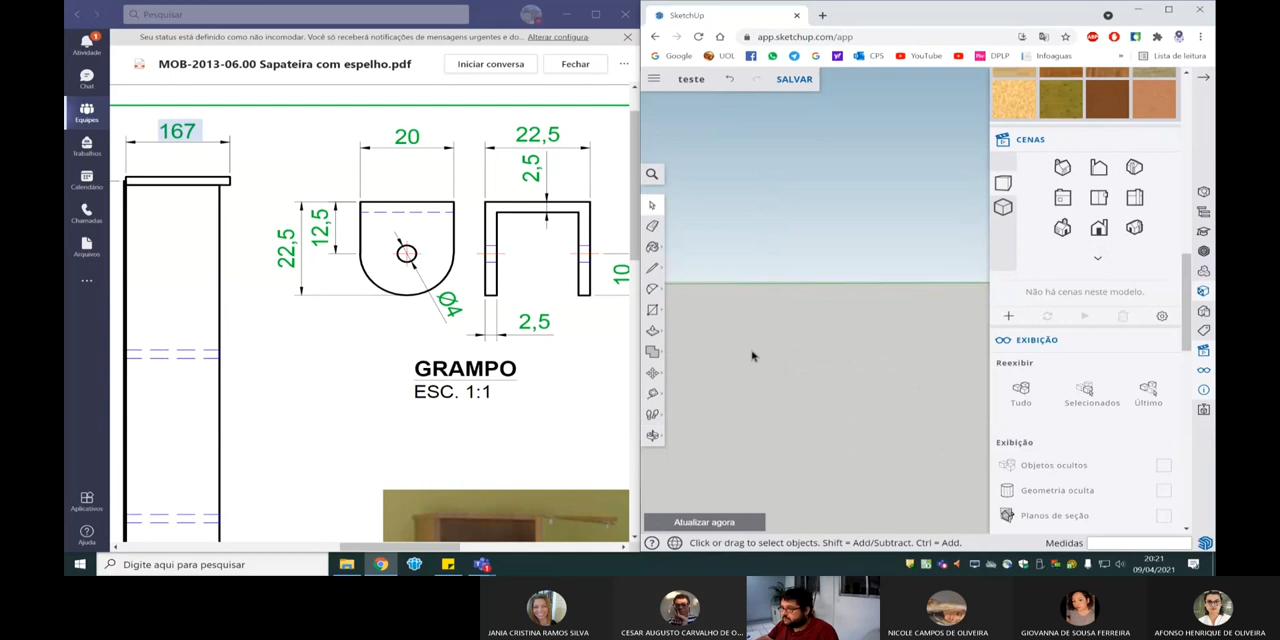 Pesquisar
Seu status está definido como não incomodar. Você só receberá notificações de mensagens urgentes e do... Alterar configura...
MOB-2013-06.00 Sapateira com espelho.pdf
Iniciar conversa
Fechar
Atividade
Chat
Equipes
Trabalhos
Calendário
Chamadas
Arquivos
Aplicativos
Ajuda
167
20
22,5
2,5
12,5
22,5
Ø4
10
2,5
GRAMPO
ESC. 1:1
SketchUp
app.sketchup.com/app
Google
UOL
CPS
YouTube
DPLP
Infoaguas
Lista de leitura
teste
SALVAR
CENAS
Não há cenas neste modelo.
EXIBIÇÃO
Reexibir
Tudo
Selecionados
Último
Exibição
Objetos ocultos
Geometria oculta
Planos de seção
Atualizar agora
Click or drag to select objects. Shift = Add/Subtract. Ctrl = Add.
Medidas
Digite aqui para pesquisar
20:21
09/04/2021
JANIA CRISTINA RAMOS SILVA
CESAR AUGUSTO CARVALHO DE O...
NICOLE CAMPOS DE OLIVEIRA
GIOVANNA DE SOUSA FERREIRA
AFONSO HENRIQUE DE OLIVEIRA